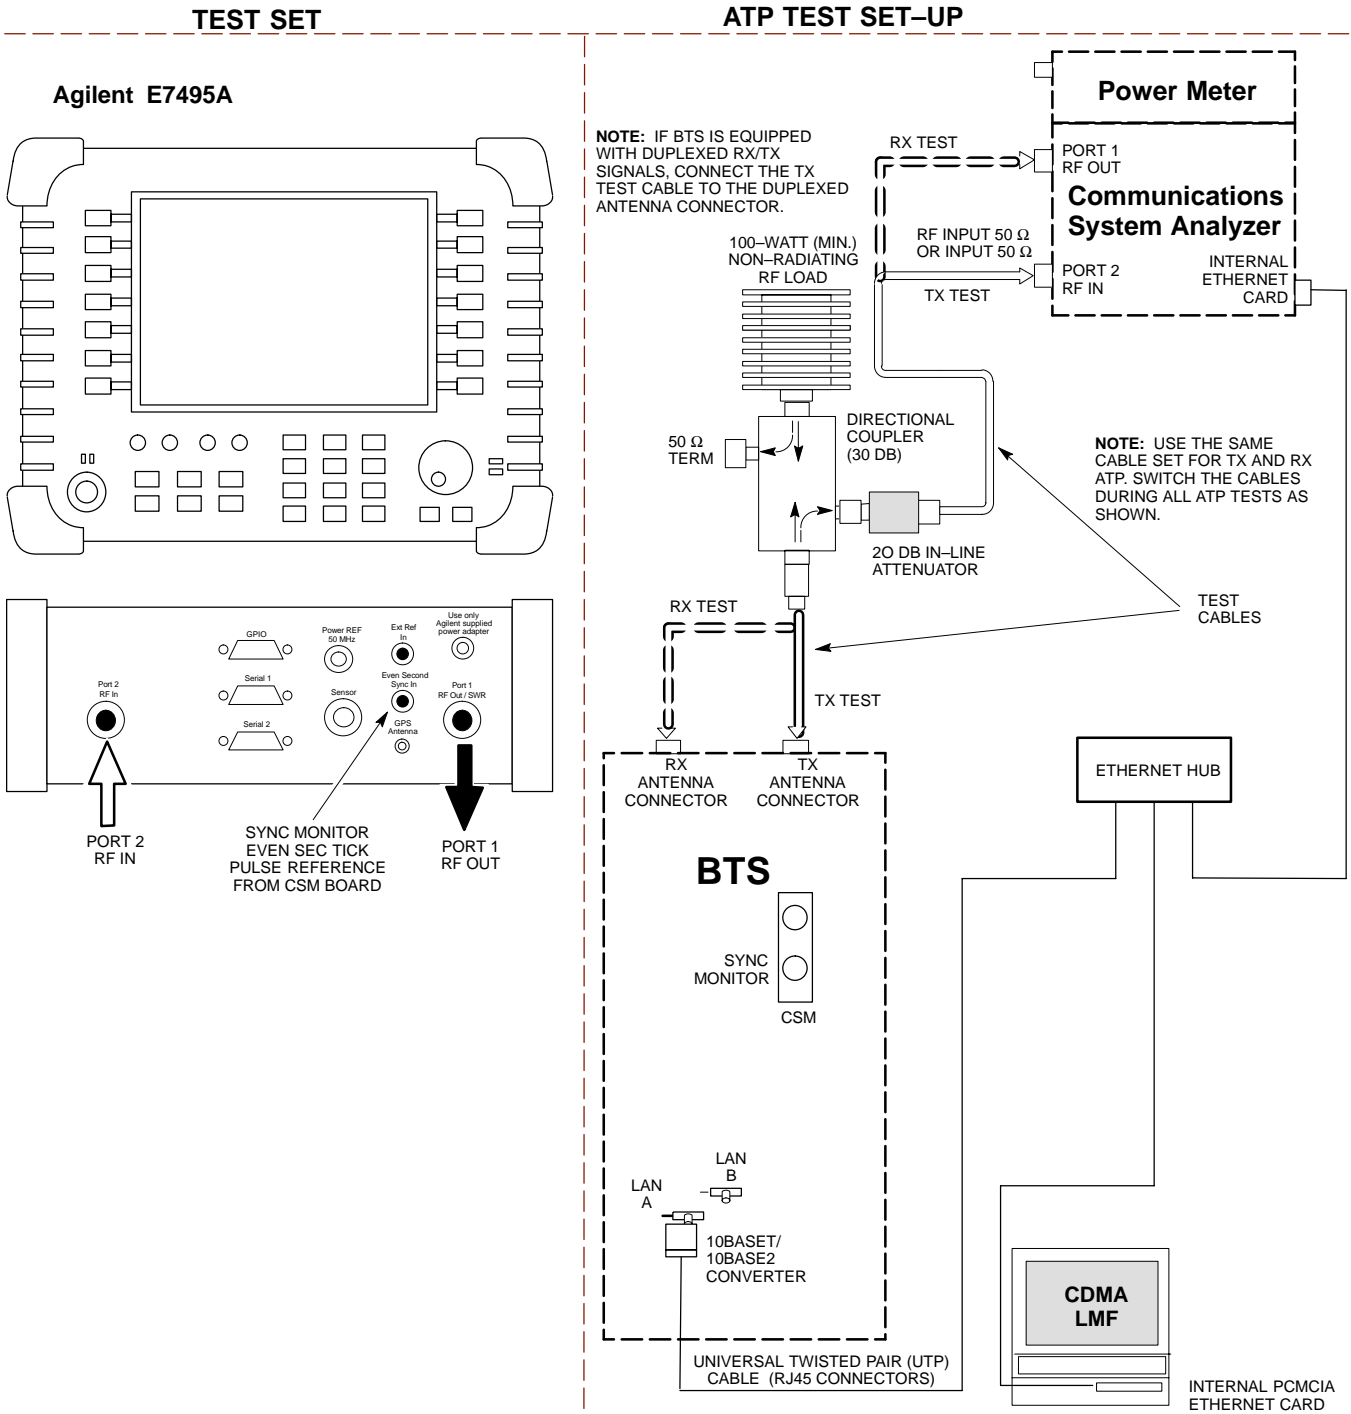 TEST SET
ATP TEST SET–UP
Agilent E7495A
Port 2
RF In
GPIO
Serial 1
Serial 2
Power REF
50 MHz
Sensor
Ext Ref
In
Even Second
Sync In
GPS
Antenna
Use only
Agilent supplied
power adapter
Port 1
RF Out / SWR
PORT 2
RF IN
SYNC MONITOR
EVEN SEC TICK
PULSE REFERENCE
FROM CSM BOARD
PORT 1
RF OUT
NOTE: IF BTS IS EQUIPPED
WITH DUPLEXED RX/TX
SIGNALS, CONNECT THE TX
TEST CABLE TO THE DUPLEXED
ANTENNA CONNECTOR.
RX TEST
Power Meter
PORT 1
RF OUT
Communications
System Analyzer
RF INPUT 50 Ω
OR INPUT 50 Ω
TX TEST
PORT 2
RF IN
INTERNAL
ETHERNET
CARD
100–WATT (MIN.)
NON–RADIATING
RF LOAD
50 Ω
TERM
DIRECTIONAL
COUPLER
(30 DB)
2O DB IN–LINE
ATTENUATOR
NOTE: USE THE SAME
CABLE SET FOR TX AND RX
ATP. SWITCH THE CABLES
DURING ALL ATP TESTS AS
SHOWN.
TEST
CABLES
RX TEST
TX TEST
RX
ANTENNA
CONNECTOR
TX
ANTENNA
CONNECTOR
BTS
SYNC
MONITOR
CSM
ETHERNET HUB
LAN
B
LAN
A
10BASET/
10BASE2
CONVERTER
UNIVERSAL TWISTED PAIR (UTP)
CABLE (RJ45 CONNECTORS)
CDMA
LMF
INTERNAL PCMCIA
ETHERNET CARD